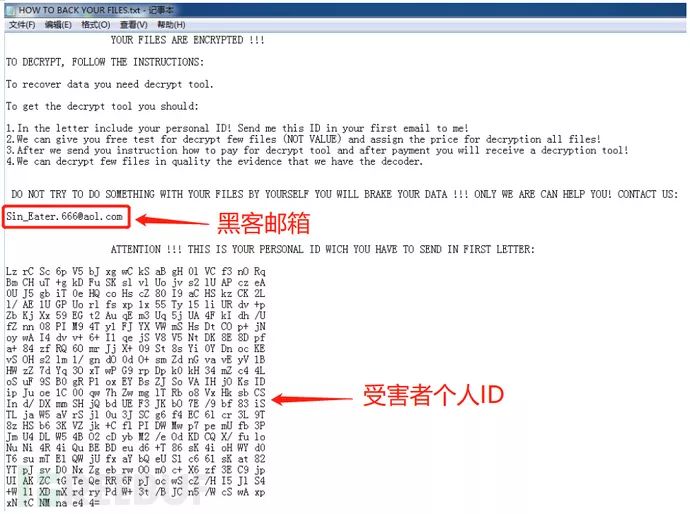 HOW TO BACK YOUR FILES.txt - 记事本
文件(F) 编辑(E) 格式(O) 查看(V) 帮助(H)
YOUR FILES ARE ENCRYPTED !!!
TO DECRYPT, FOLLOW THE INSTRUCTIONS:
To recover data you need decrypt tool.
To get the decrypt tool you should:
1.In the letter include your personal ID! Send me this ID in your first email to me!
2.We can give you free test for decrypt few files (NOT VALUE) and assign the price for decryption all files!
3.After we send you instruction how to pay for decrypt tool and after payment you will receive a decryption tool!
4.We can decrypt few files in quality the evidence that we have the decoder.
DO NOT TRY TO DO SOMETHING WITH YOUR FILES BY YOURSELF YOU WILL BRAKE YOUR DATA !!! ONLY WE ARE CAN HELP YOU! CONTACT US:
Sin_Eater.666@aol.com
黑客邮箱
ATTENTION !!! THIS IS YOUR PERSONAL ID WICH YOU HAVE TO SEND IN FIRST LETTER:
Lz rC Sc 6p V5 bJ xg wC kS aB gH 0l VC f3 nO Rq
Bm CH uT +g kD Fu SK sl vl Uo jv s2 lU AP cz eA
OU J5 gb iT 0e HQ co Hs cZ 80 I9 aC HS kz CK 2L
l/ AE 1U GP Uo rl fs xp 1x 55 Ty 15 li UR dv +p
Zb Kj Xx 59 EG t2 Au qE m3 Uq 5j UA 4F kI dh /U
fZ nn 08 PI M9 4T y1 FJ YX VW mS Hs Dt CO p+ jN
oy wA I4 dv v+ 6+ I1 qe jS V8 V5 Nt DK 8E 8D pf
a+ 84 zf RQ 60 mr Jj X+ 09 St 8s Yi 0Y Dn oc KE
vS OH s2 lm l/ gn dO 0d O+ sm Zd nG va vE yV 1B
HW zZ 7d Yq 30 xT wP G9 rp Dp k0 kH 34 mZ c4 4L
oS uF 9S B0 gR P1 ox EY Bs ZJ So VA IH j0 Ks ID
ip Ju oe 1C 00 qw 7h Zw mg lT Rb o8 Vx Hk sb CS
In d/ DX mm SH jQ bd UE F3 JK b0 7E /9 bf 83 iS
TL ja W5 aV rS jl 0u 3J SC g6 f4 EC 61 cr 3L 9T
8z HS b6 3K VZ jk +C fl PI DW Mw p7 pe mU fb 3P
Jm U4 DL W5 4B 02 cD yb M2 /e Od KD CQ X/ fu lo
Nu Ni 4R 4i Qu BE BD eu d6 +T 86 sK 4i oH WY d0
T6 su mT E1 QW jU fx aY bQ eU S1 c6 61 sK at 82
YT pJ sv D0 Nx Zg eb rw OO m0 c+ X6 zf 3E C9 jp
UI AK ZC tG Te Qe RR 6F pJ oc wS cZ /H I5 J1 S4
+W l1 XD mX rd ry Pd W+ 3t /B JC n5 /W cS wA xp
xN tC NM na e4 4=
受害者个人ID